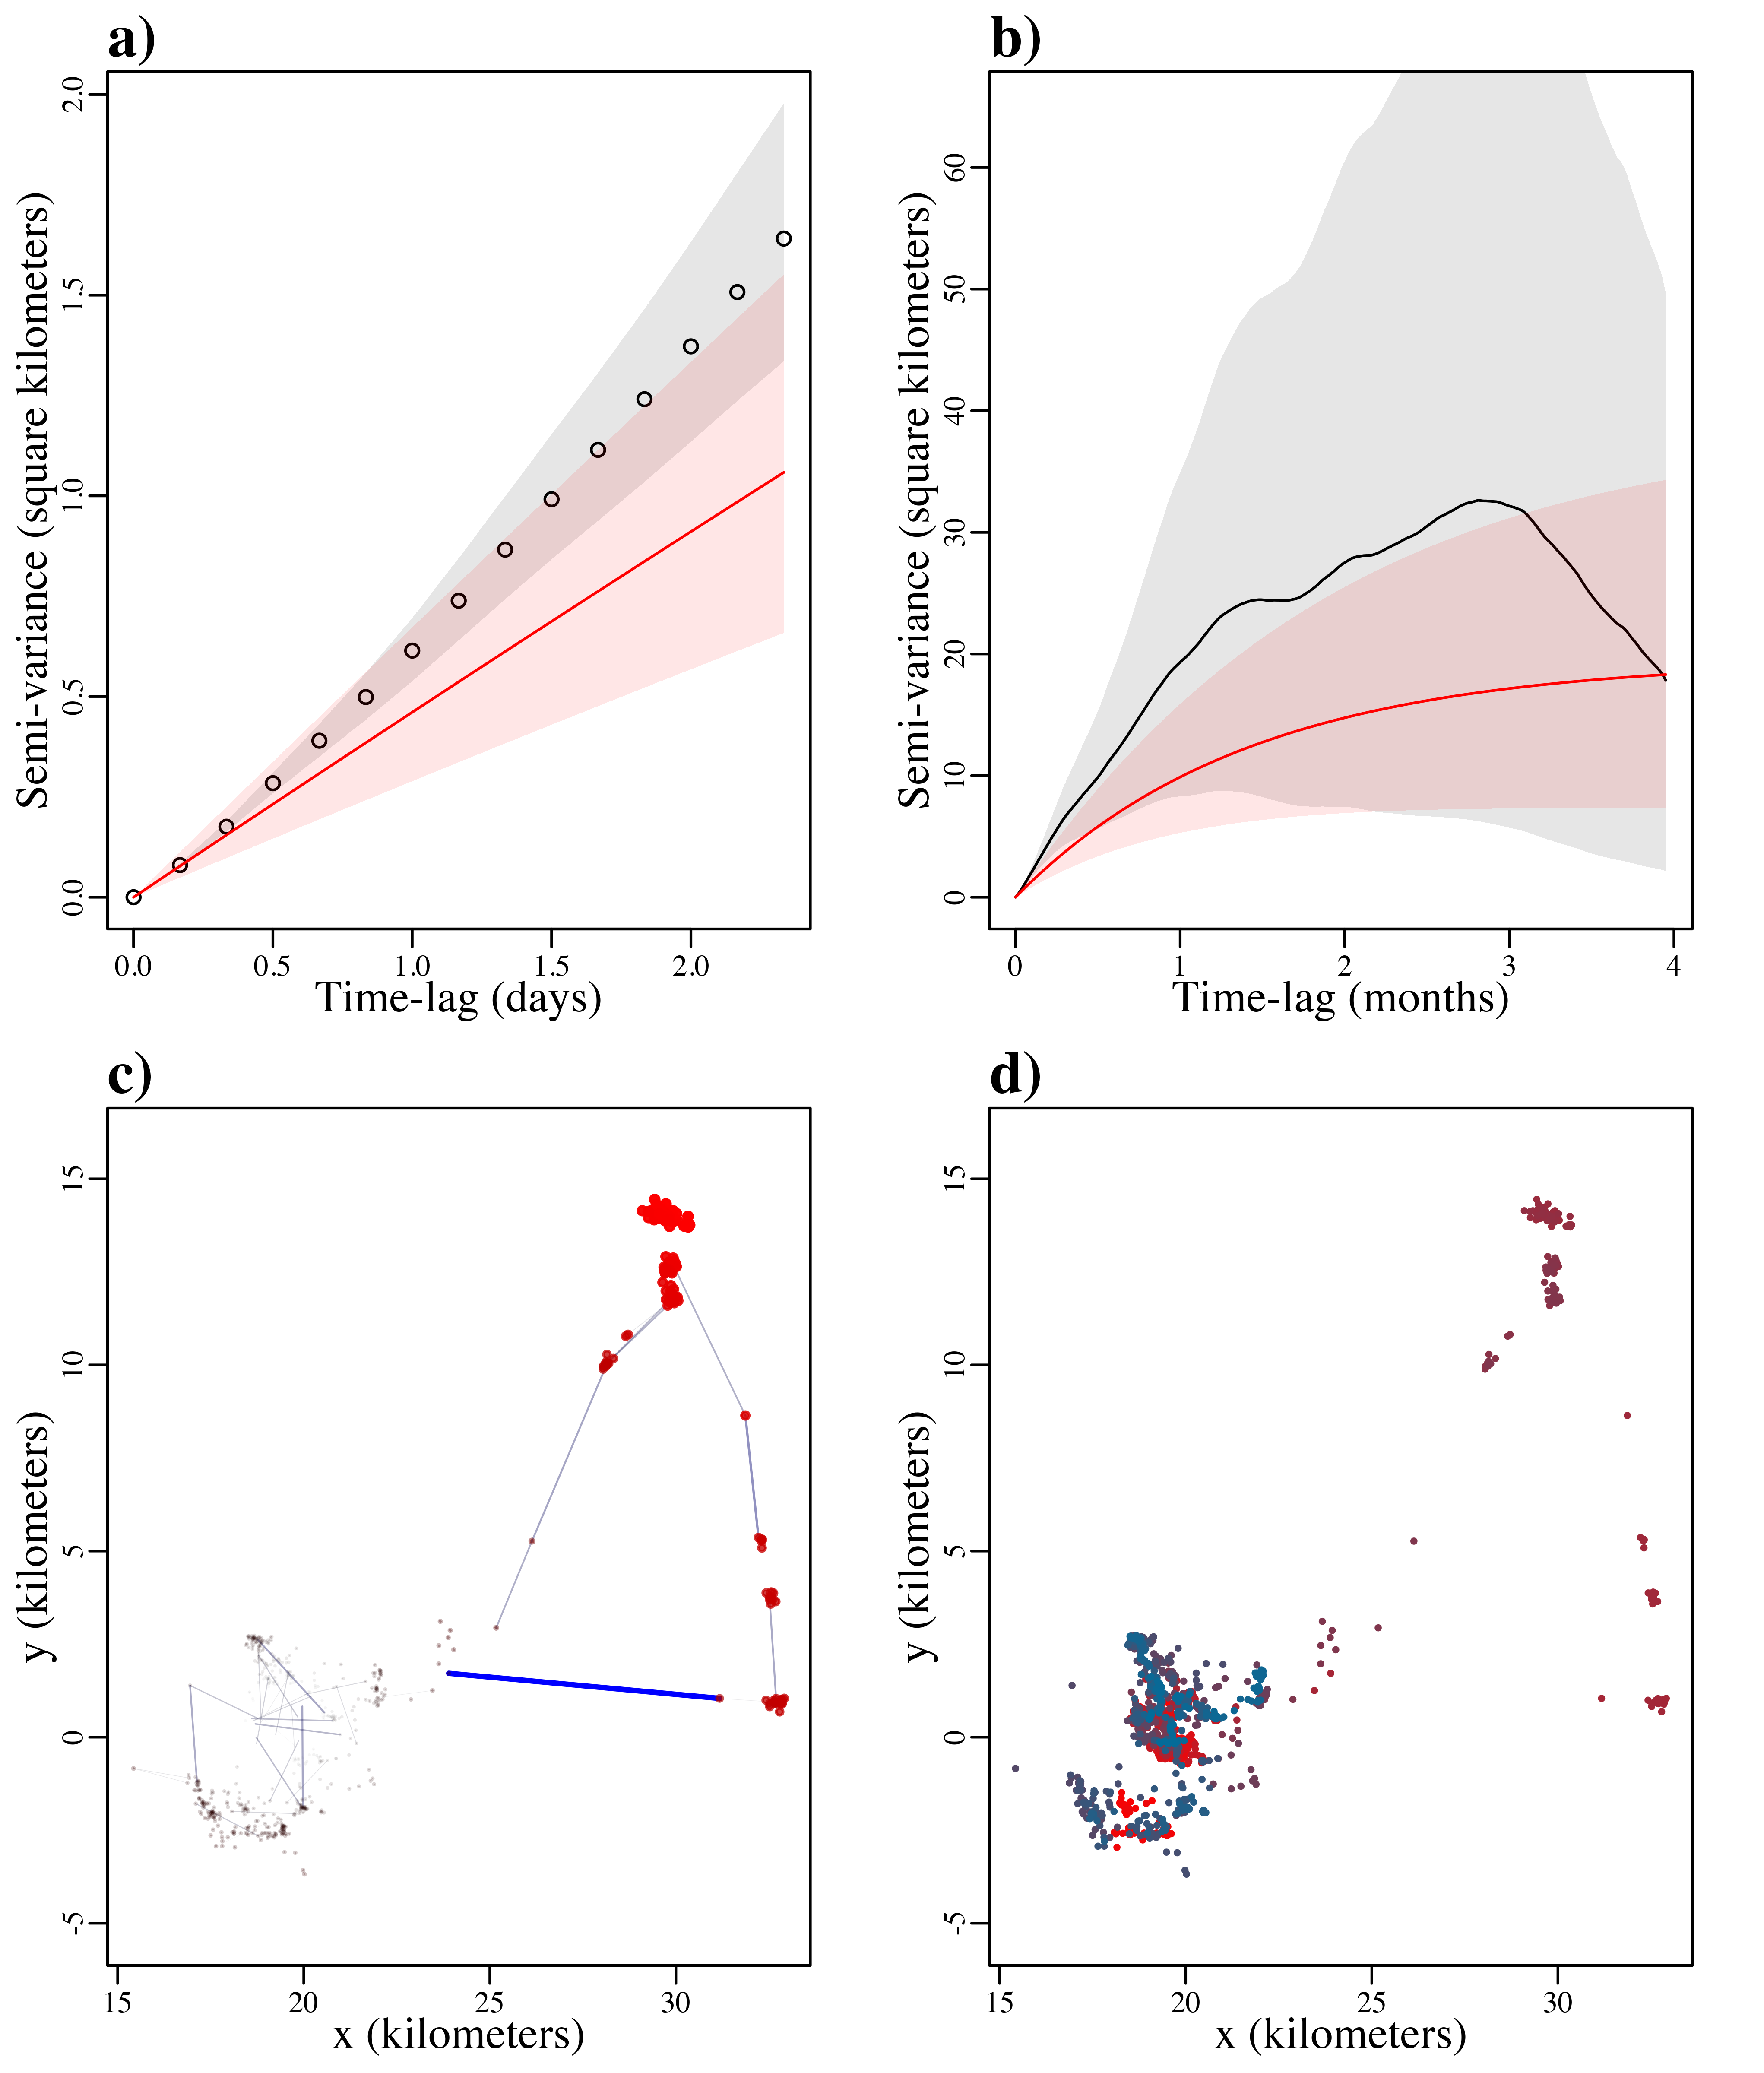 a)
Semi-variance (square kilometers)
2.0
1.5
1.0
0.5
0.0
0.0 0.5 1.0 1.5 2.0
Time-lag (days)
b)
Semi-variance (square kilometers)
60
50
40
30
20
10
0
0 1 2 3 4
Time-lag (months)
c)
y (kilometers)
15
10
5
0
-5
15 20 25 30
x (kilometers)
d)
y (kilometers)
15
10
5
0
-5
15 20 25 30
x (kilometers)